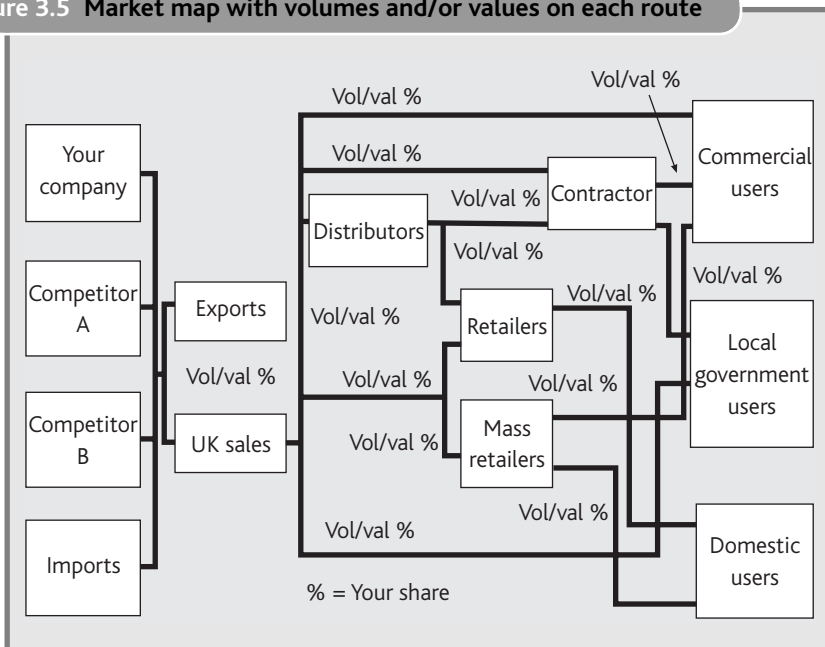 ure 3.5 Market map with volumes and/or values on each route
Vol/val %
Vol/val %
Your
company
Vol/val %
Commercial
users
Contractor
Vol/val %
Distributors
Vol/val %
Competitor
A
Exports
Vol/val %
Vol/val %
Vol/val %
Retailers
Local
government
users
Vol/val %
Vol/val %
Vol/val %
Competitor
B
UK sales
Vol/val %
Mass
retailers
Vol/val %
Vol/val %
Imports
Domestic
users
% = Your share